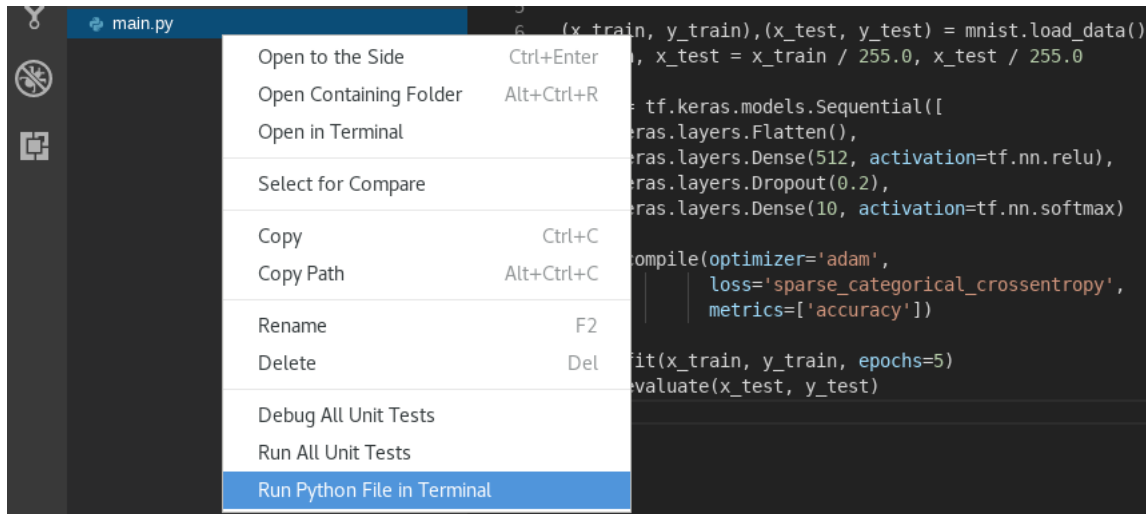 main.py
Open to the Side Ctrl+Enter
Open Containing Folder Alt+Ctrl+R
Open in Terminal
Select for Compare
Copy Ctrl+C
Copy Path Alt+Ctrl+C
Rename F2
Delete Del
Debug All Unit Tests
Run All Unit Tests
Run Python File in Terminal
6 (x_train, y_train),(x_test, y_test) = mnist.load_data()
, x_test = x_train / 255.0, x_test / 255.0
= tf.keras.models.Sequential([
eras.layers.Flatten(),
eras.layers.Dense(512, activation=tf.nn.relu),
eras.layers.Dropout(0.2),
eras.layers.Dense(10, activation=tf.nn.softmax)
ompile(optimizer='adam',
loss='sparse_categorical_crossentropy',
metrics=['accuracy'])
it(x_train, y_train, epochs=5)
valuate(x_test, y_test)